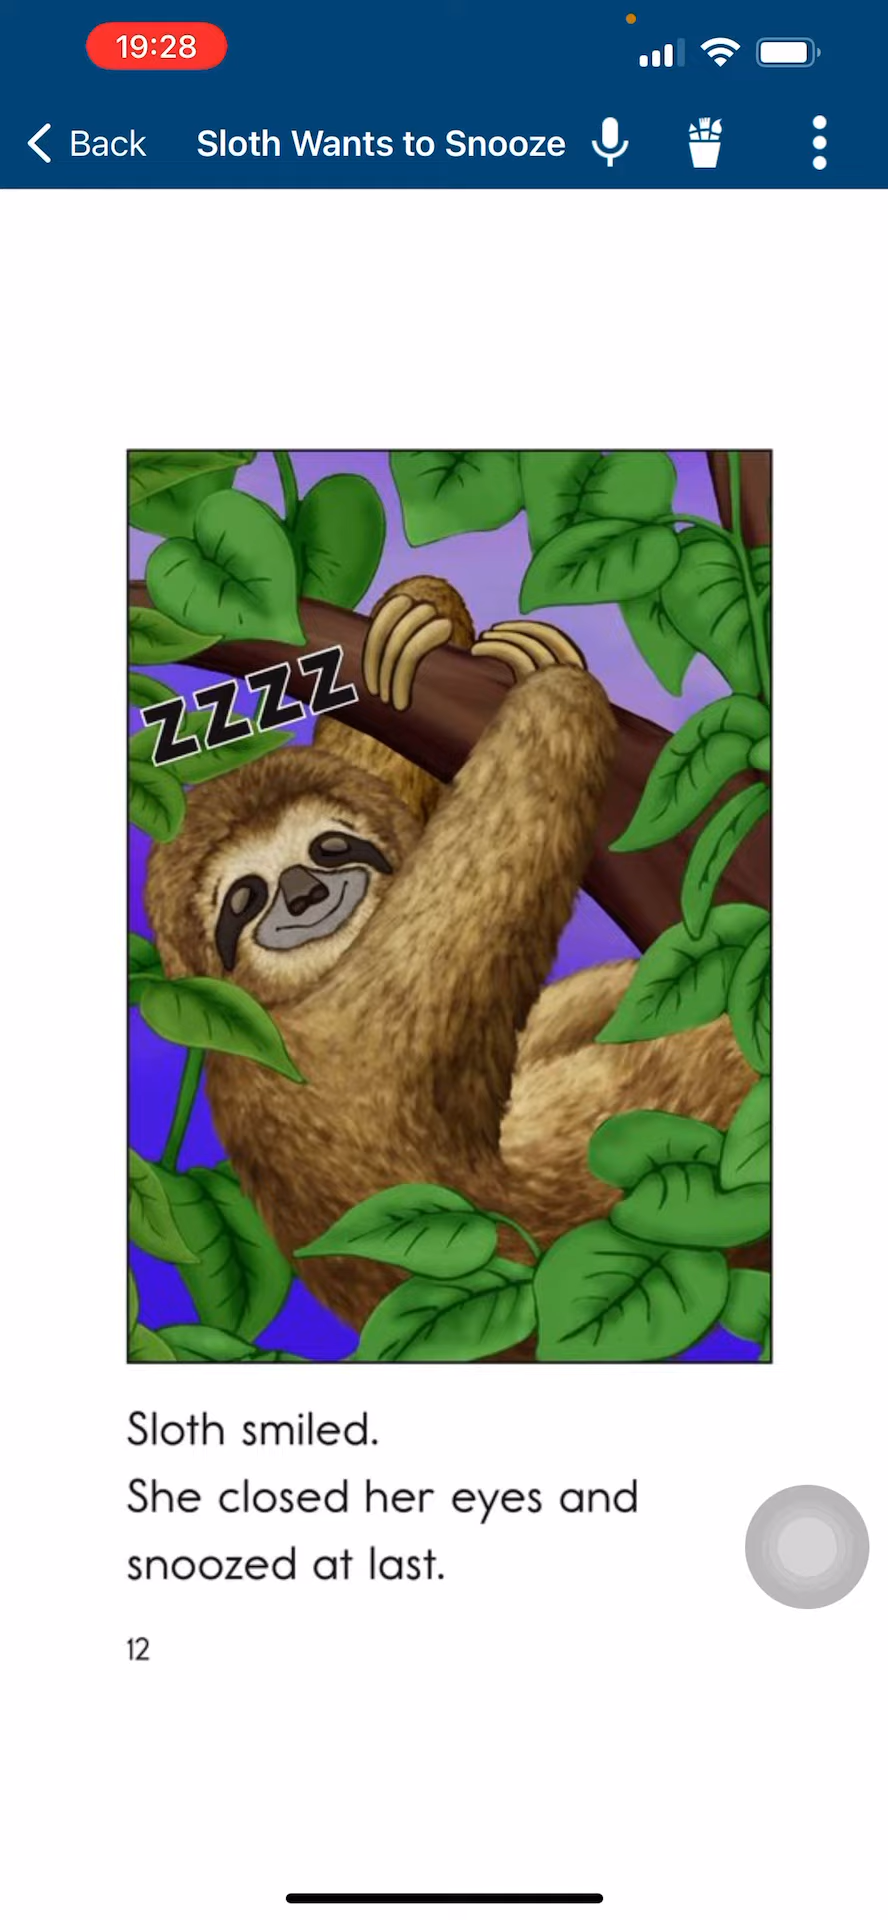 19:28
Back Sloth Wants to Snooze
ZZZZ
Sloth smiled.
She closed her eyes and
snoozed at last.
12